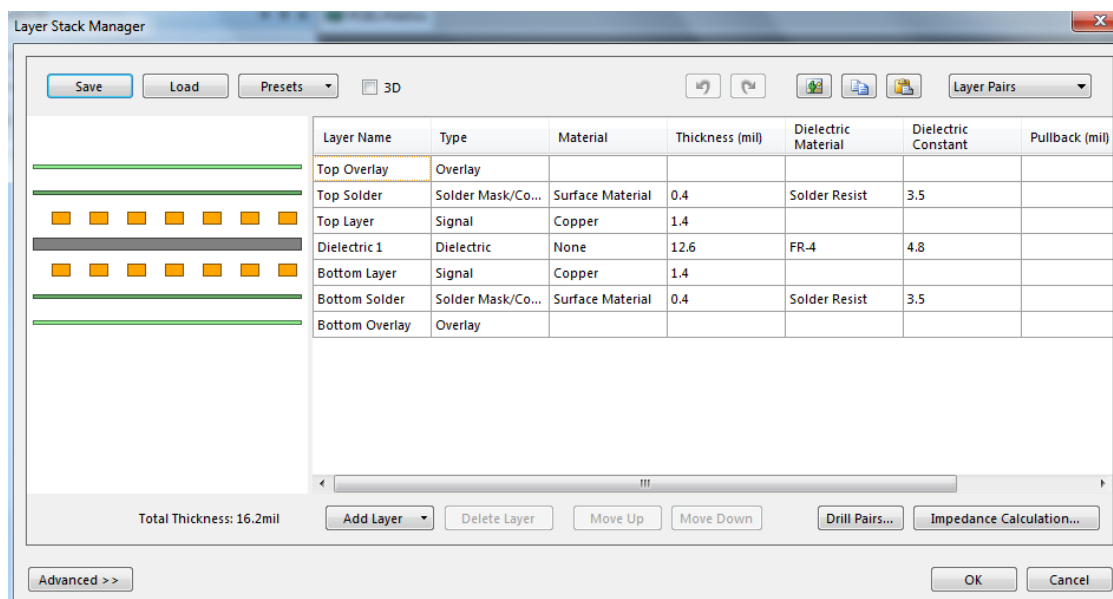 Layer Stack Manager
Save Load Presets 3D Layer Pairs
Layer Name Type Material Thickness (mil) Dielectric Material Dielectric Constant Pullback (mil)
Top Overlay Overlay
Top Solder Solder Mask/Co... Surface Material 0.4 Solder Resist 3.5
Top Layer Signal Copper 1.4
Dielectric 1 Dielectric None 12.6 FR-4 4.8
Bottom Layer Signal Copper 1.4
Bottom Solder Solder Mask/Co... Surface Material 0.4 Solder Resist 3.5
Bottom Overlay Overlay
Total Thickness: 16.2mil Add Layer Delete Layer Move Up Move Down Drill Pairs... Impedance Calculation...
Advanced >> OK Cancel